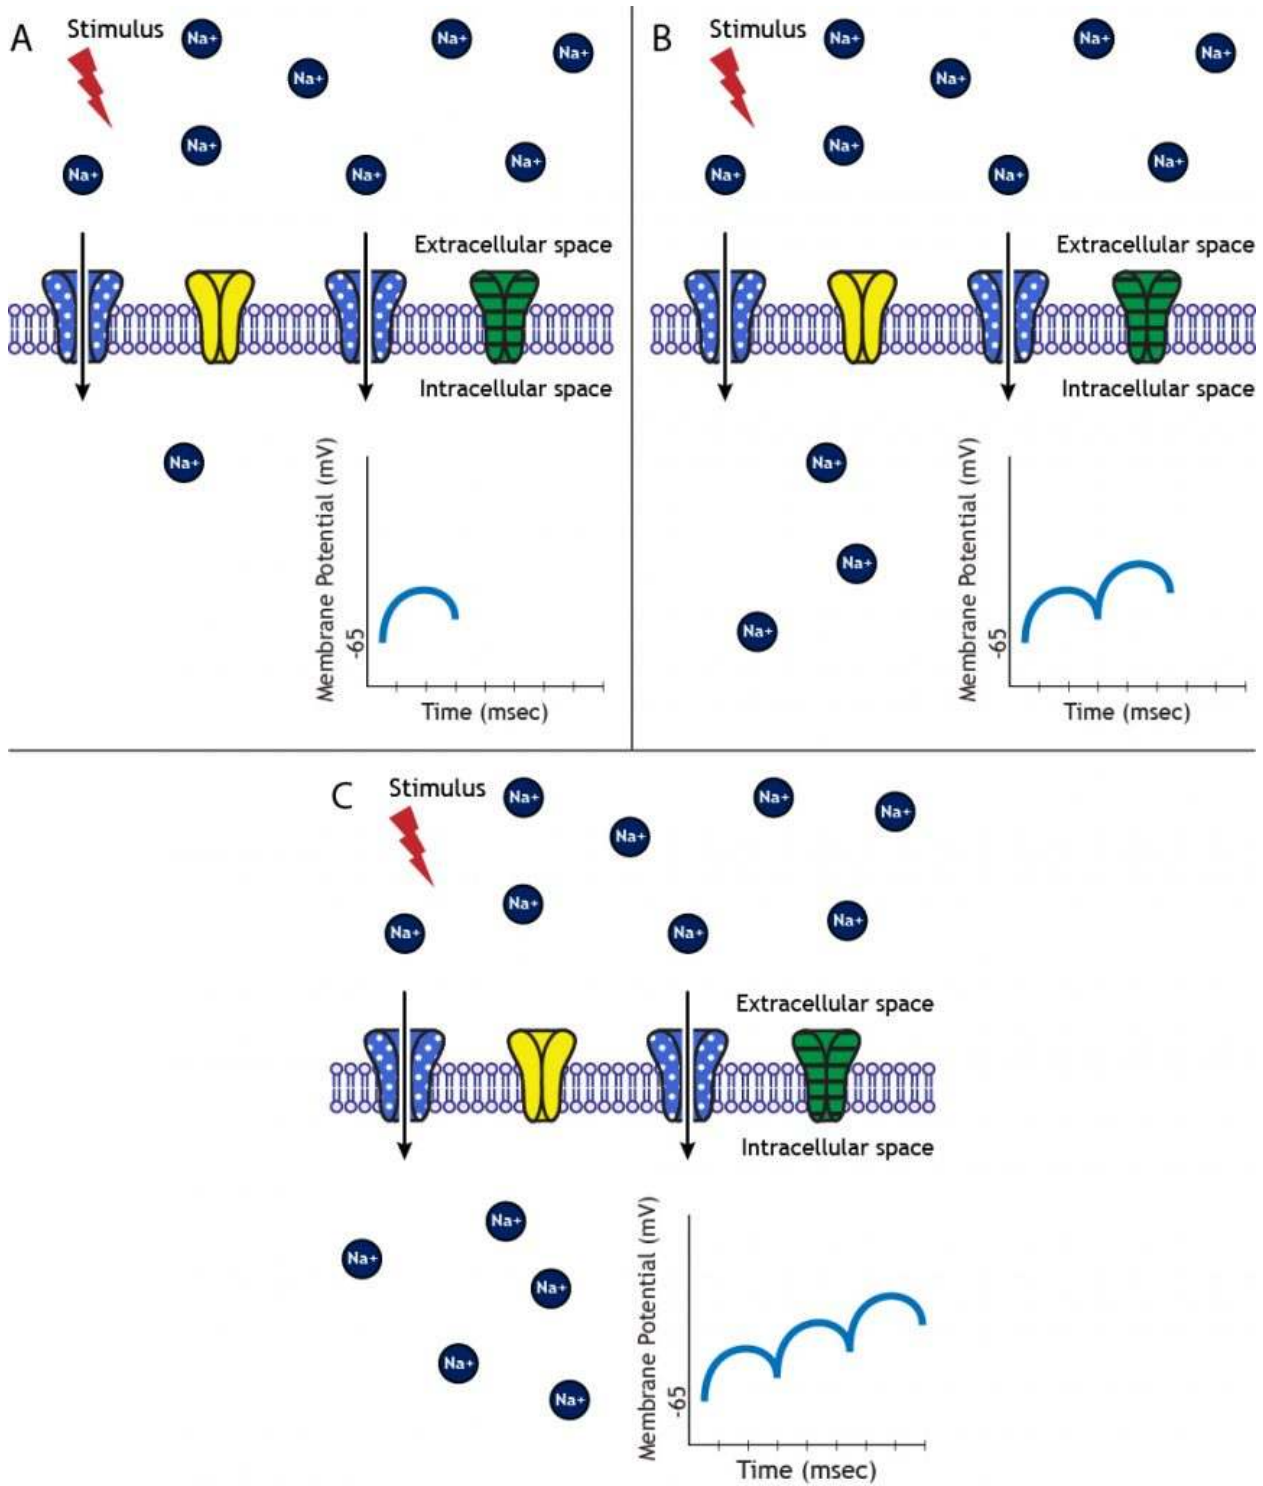 A
Stimulus
Na+
Na+
Na+
Na+
Na+
Na+
Na+
Na+
Extracellular space
Intracellular space
Na+
Membrane Potential (mV)
-65
Time (msec)
B
Stimulus
Na+
Na+
Na+
Na+
Na+
Na+
Na+
Na+
Extracellular space
Intracellular space
Na+
Na+
Na+
Membrane Potential (mV)
-65
Time (msec)
C
Stimulus
Na+
Na+
Na+
Na+
Na+
Na+
Na+
Na+
Extracellular space
Intracellular space
Na+
Na+
Na+
Na+
Na+
Membrane Potential (mV)
-65
Time (msec)